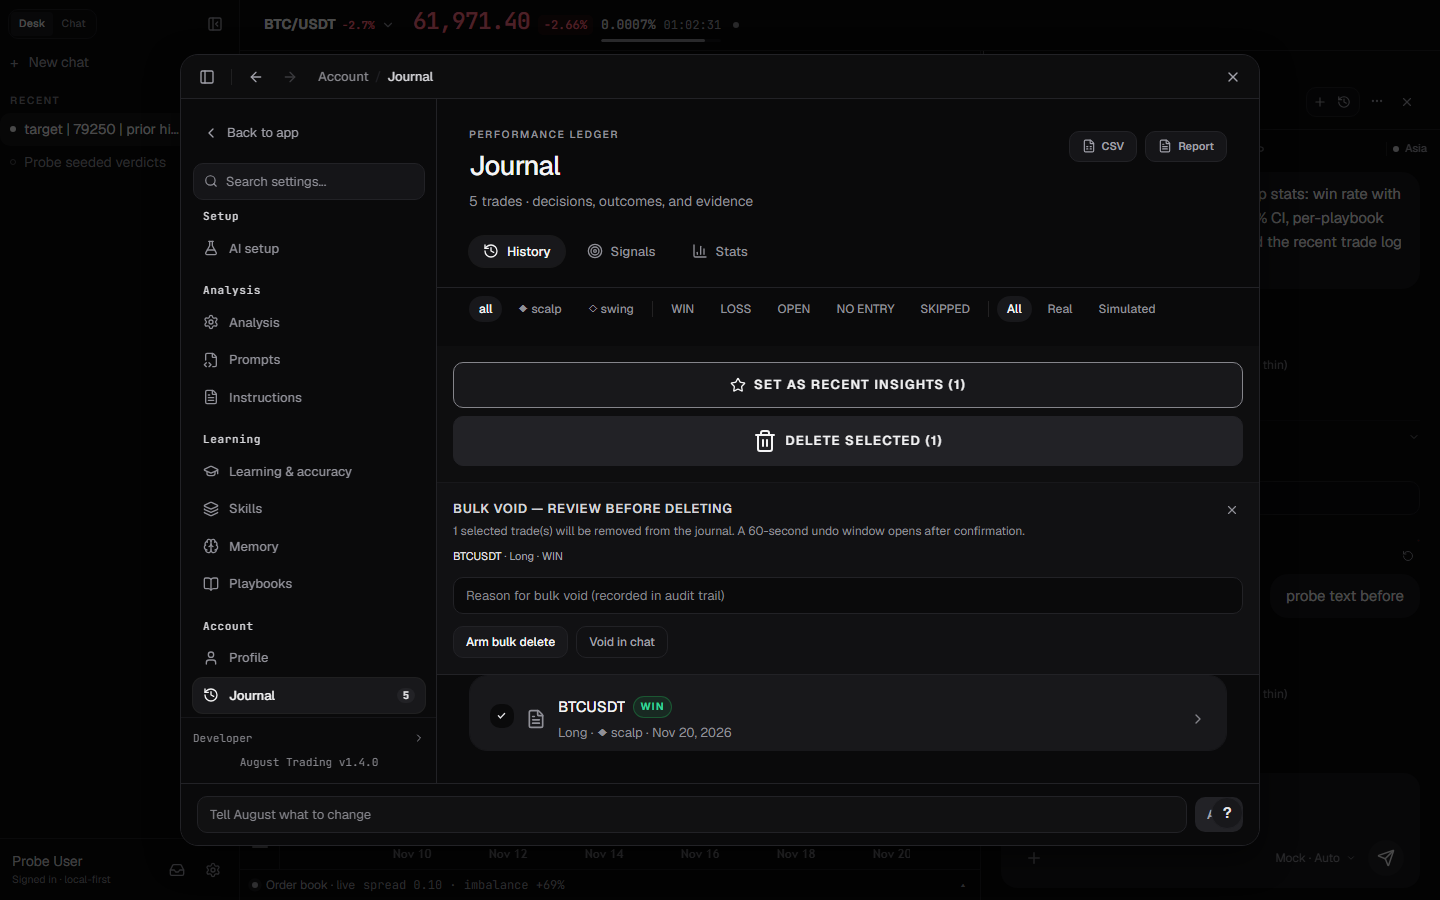 Desk Chat
BTC/USDT -2.7% 61,971.40 -2.66% 0.0007% 01:02:31
+ New chat
RECENT
target | 79250 | prior hi...
Probe seeded verdicts
Account / Journal
Back to app
Search settings...
Setup
AI setup
Analysis
Analysis
Prompts
Instructions
Learning
Learning & accuracy
Skills
Memory
Playbooks
Account
Profile
Journal 5
Developer
August Trading v1.4.0
PERFORMANCE LEDGER
Journal
5 trades · decisions, outcomes, and evidence
CSV Report
History Signals Stats
all scalp swing WIN LOSS OPEN NO ENTRY SKIPPED All Real Simulated
SET AS RECENT INSIGHTS (1)
DELETE SELECTED (1)
BULK VOID — REVIEW BEFORE DELETING
1 selected trade(s) will be removed from the journal. A 60-second undo window opens after confirmation.
BTCUSDT · Long · WIN
Reason for bulk void (recorded in audit trail)
Arm bulk delete Void in chat
BTCUSDT WIN
Long · ◆ scalp · Nov 20, 2026
Tell August what to change
?
Asia
stats: win rate with
% CI, per-playbook
the recent trade log
thin)
probe text before
thin)
Mock · Auto
Probe User
Signed in · local-first
Nov 10 Nov 12 Nov 14 Nov 16 Nov 18 Nov 20
Order book · live spread 0.10 · imbalance +69%